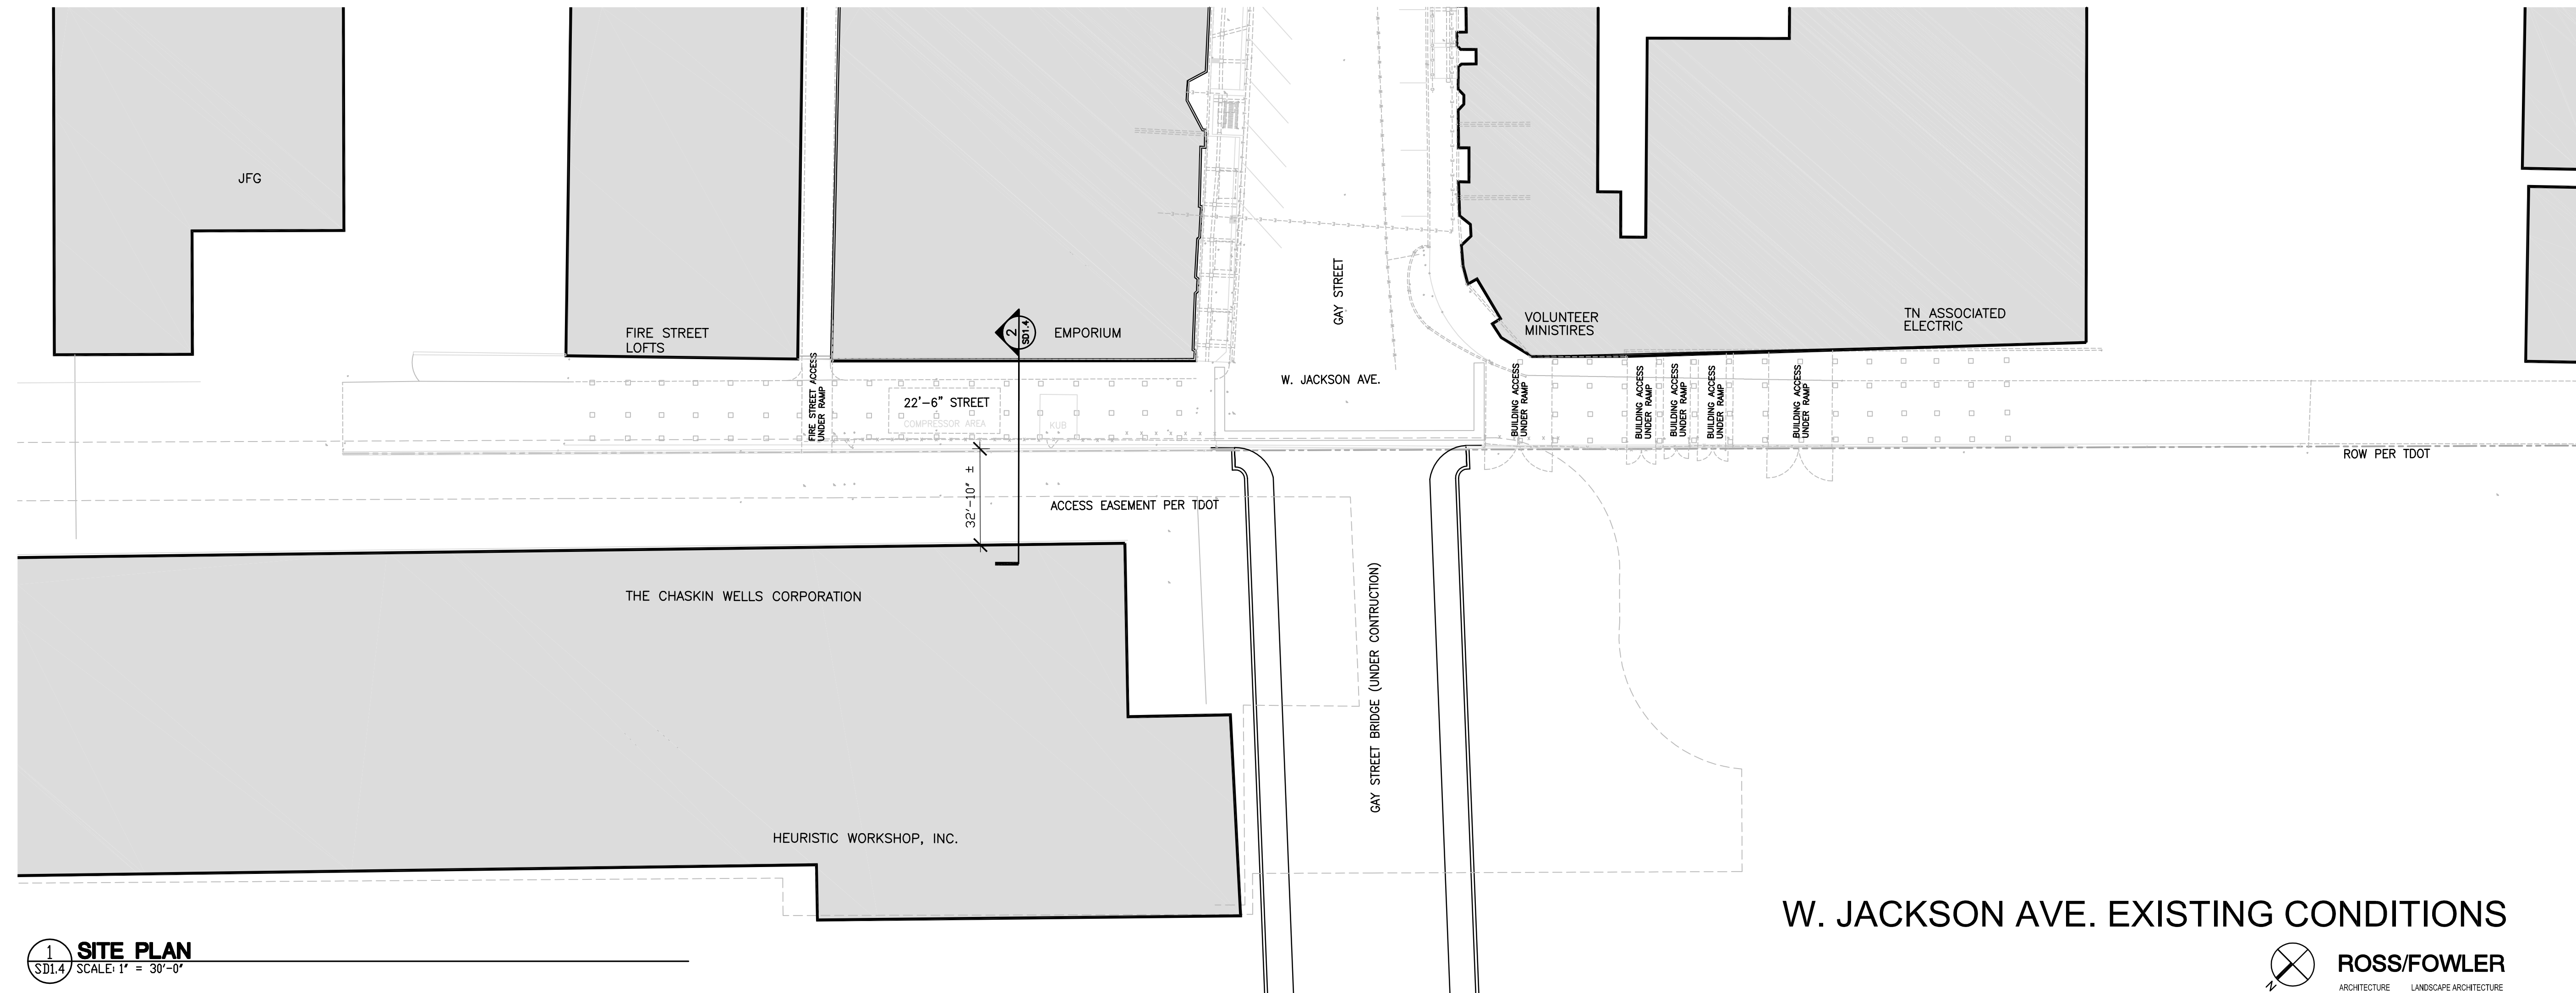 JFG
FIRE STREET
LOFTS
FIRE STREET ACCESS
UNDER RAMP
2
SD1.4
EMPORIUM
GAY STREET
VOLUNTEER
MINISTIRES
TN ASSOCIATED
ELECTRIC
W. JACKSON AVE.
22'-6" STREET
COMPRESSOR AREA
KUB
BUILDING ACCESS
UNDER RAMP
BUILDING ACCESS
UNDER RAMP
BUILDING ACCESS
UNDER RAMP
BUILDING ACCESS
UNDER RAMP
BUILDING ACCESS
UNDER RAMP
ROW PER TDOT
32'-10" ±
ACCESS EASEMENT PER TDOT
THE CHASKIN WELLS CORPORATION
GAY STREET BRIDGE (UNDER CONTRUCTION)
HEURISTIC WORKSHOP, INC.
W. JACKSON AVE. EXISTING CONDITIONS
1
SD1.4
SITE PLAN
SCALE: 1" = 30'-0"
N
ROSS/FOWLER
ARCHITECTURE LANDSCAPE ARCHITECTURE